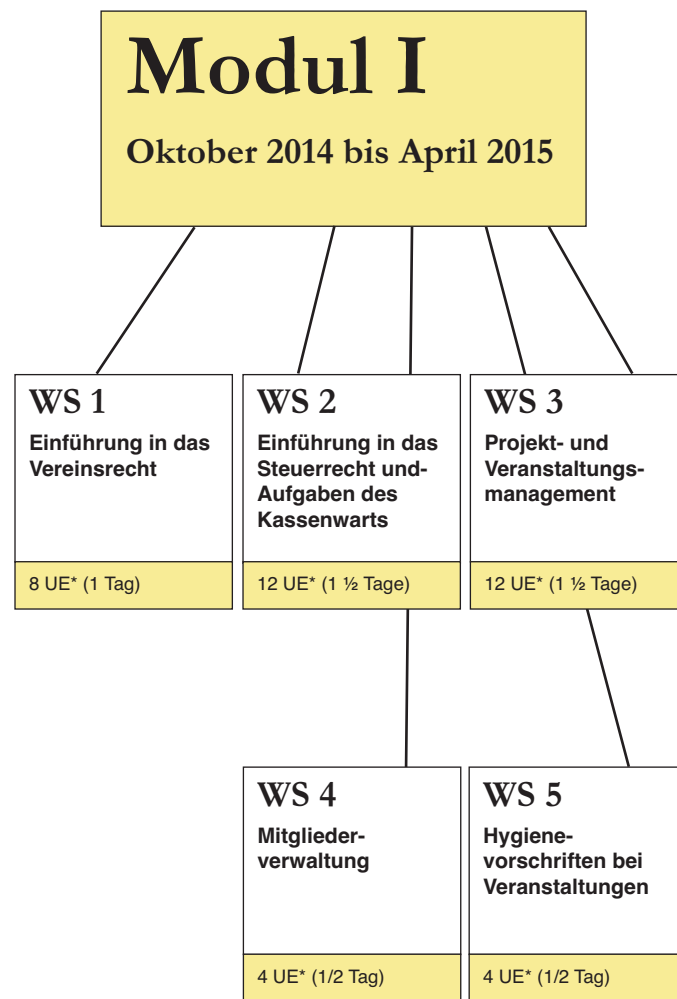 Modul I
Oktober 2014 bis April 2015
WS 1
Einführung in das
Vereinsrecht
8 UE* (1 Tag)
WS 2
Einführung in das
Steuerrecht und-
Aufgaben des
Kassenwarts
12 UE* (1 ½ Tage)
WS 3
Projekt- und
Veranstaltungs-
management
12 UE* (1 ½ Tage)
WS 4
Mitglieder-
verwaltung
4 UE* (1/2 Tag)
WS 5
Hygiene-
vorschriften bei
Veranstaltungen
4 UE* (1/2 Tag)